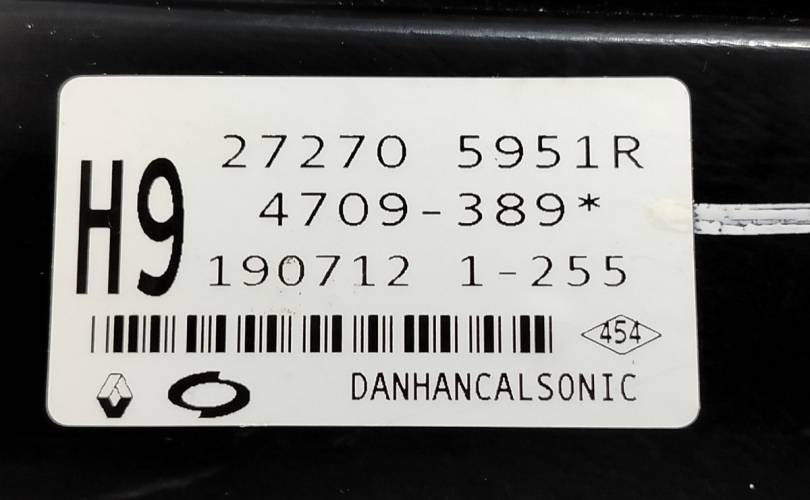 27270 5951R
H9
4709-389*
190712 1-255
454
DANHANCALSONIC